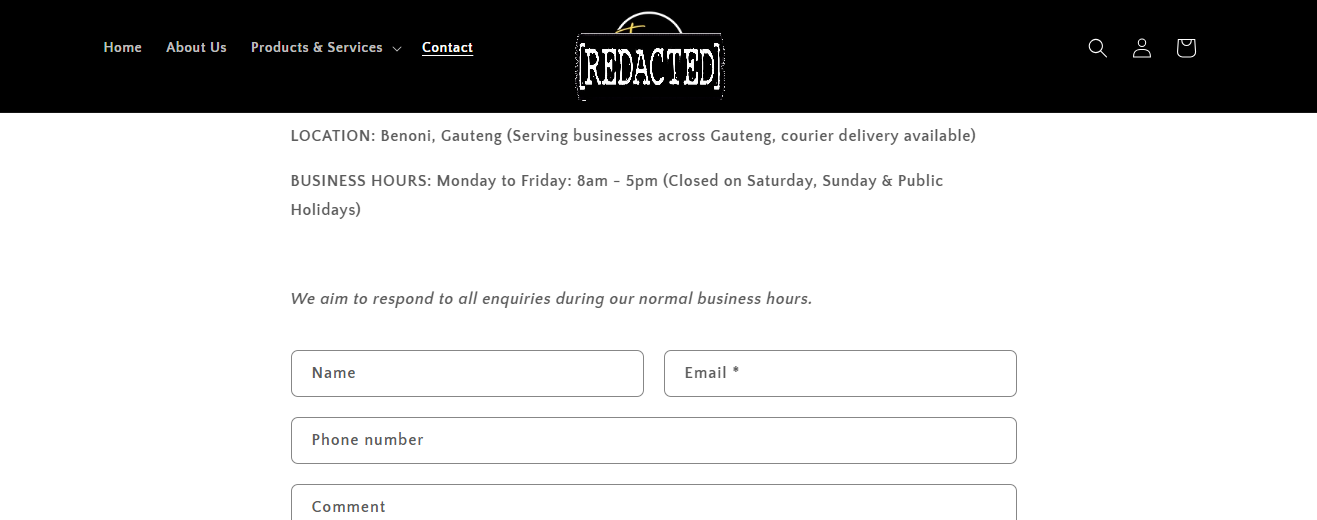 Home About Us Products & Services Contact
[REDACTED]
LOCATION: Benoni, Gauteng (Serving businesses across Gauteng, courier delivery available)
BUSINESS HOURS: Monday to Friday: 8am - 5pm (Closed on Saturday, Sunday & Public
Holidays)
We aim to respond to all enquiries during our normal business hours.
Name Email *
Phone number
Comment